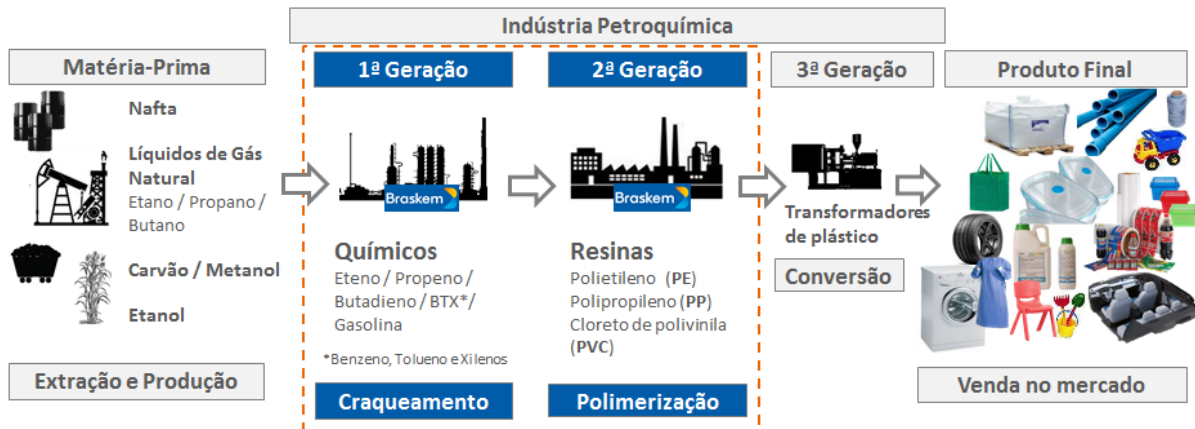 Indústria Petroquímica
Matéria-Prima
Nafta
Líquidos de Gás
Natural
Etano / Propano /
Butano
Carvão / Metanol
Etanol
Extração e Produção
1ª Geração
Braskem
Químicos
Eteno / Propeno /
Butadieno / BTX*/
Gasolina
*Benzeno, Tolueno e Xilenos
Craqueamento
2ª Geração
Braskem
Resinas
Polietileno (PE)
Polipropileno (PP)
Cloreto de polivinila
(PVC)
Polimerização
3ª Geração
Transformadores
de plástico
Conversão
Produto Final
Venda no mercado